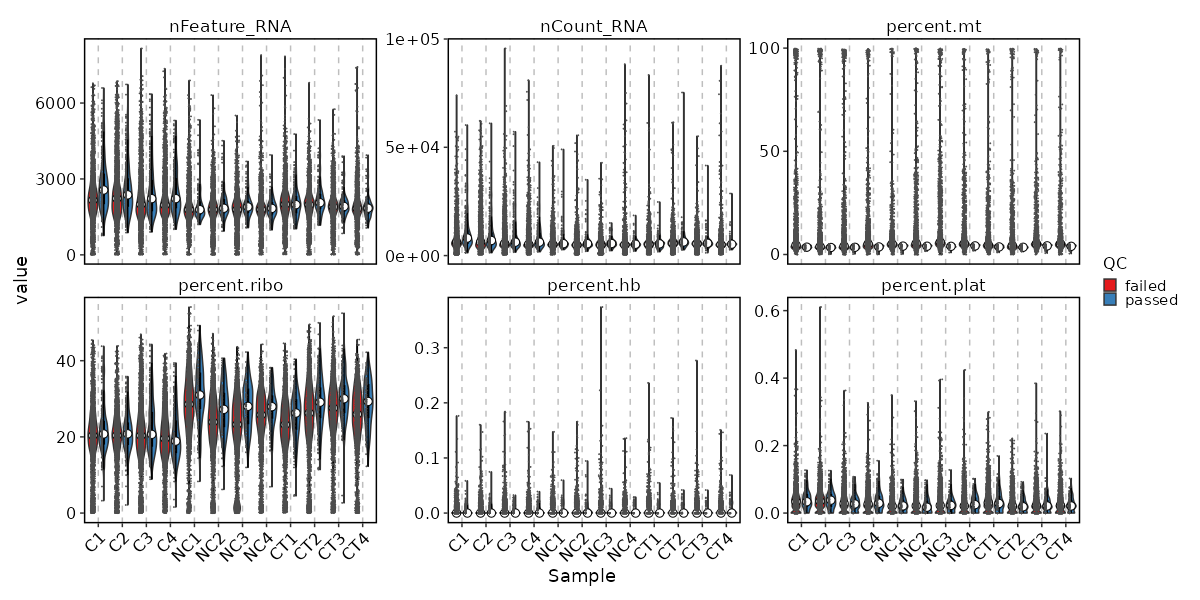 nFeature_RNA
nCount_RNA
percent.mt
6000
3000
0
1e+05
5e+04
0e+00
100
50
0
percent.ribo
percent.hb
percent.plat
40
20
0
0.3
0.2
0.1
0.0
0.6
0.4
0.2
0.0
value
C1 C2 C3 C4 NC1 NC2 NC3 NC4 CT1 CT2 CT3 CT4
C1 C2 C3 C4 NC1 NC2 NC3 NC4 CT1 CT2 CT3 CT4
C1 C2 C3 C4 NC1 NC2 NC3 NC4 CT1 CT2 CT3 CT4
Sample
QC
failed
passed